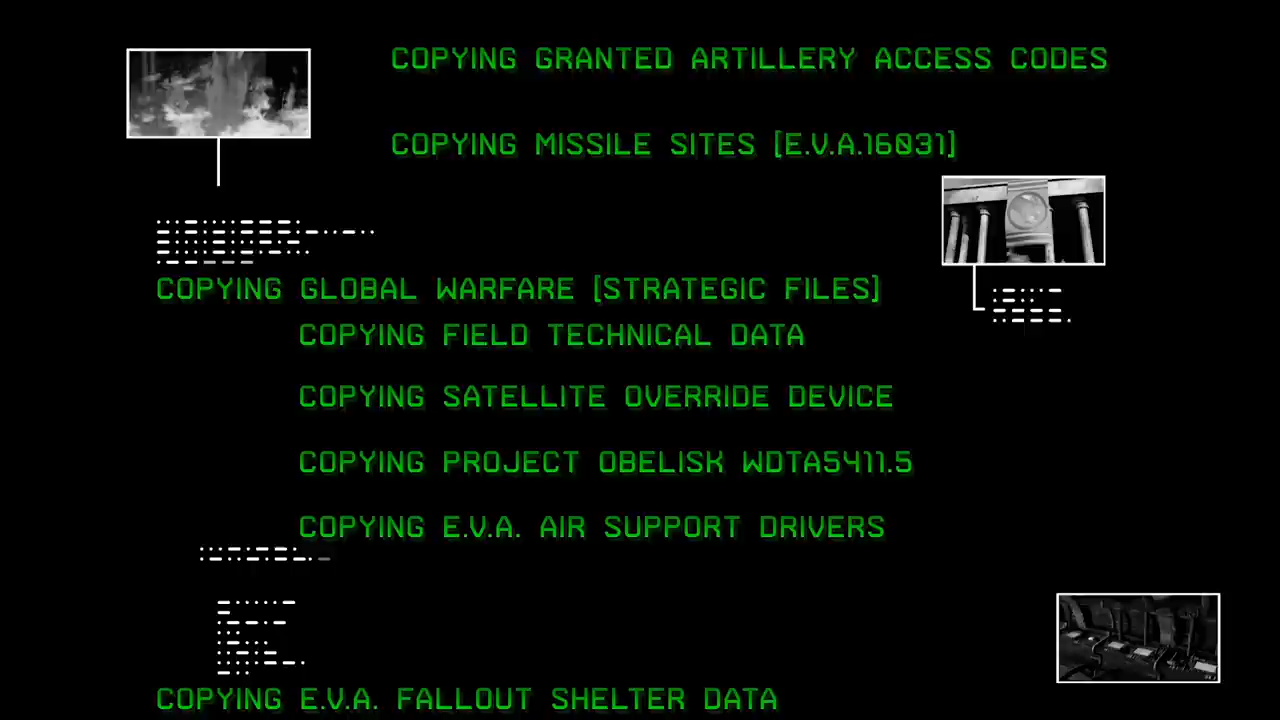 COPYING GRANTED ARTILLERY ACCESS CODES
COPYING MISSILE SITES [E.V.A.16031]
COPYING GLOBAL WARFARE [STRATEGIC FILES]
COPYING FIELD TECHNICAL DATA
COPYING SATELLITE OVERRIDE DEVICE
COPYING PROJECT OBELISK WDTA5411.5
COPYING E.V.A. AIR SUPPORT DRIVERS
COPYING E.V.A. FALLOUT SHELTER DATA